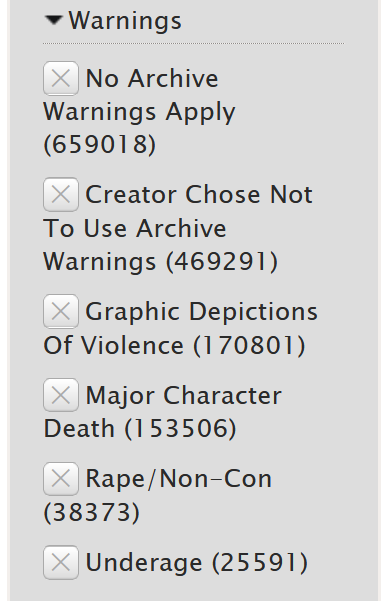 Warnings
No Archive
Warnings Apply
(659018)
Creator Chose Not
To Use Archive
Warnings (469291)
Graphic Depictions
Of Violence (170801)
Major Character
Death (153506)
Rape/Non-Con
(38373)
Underage (25591)